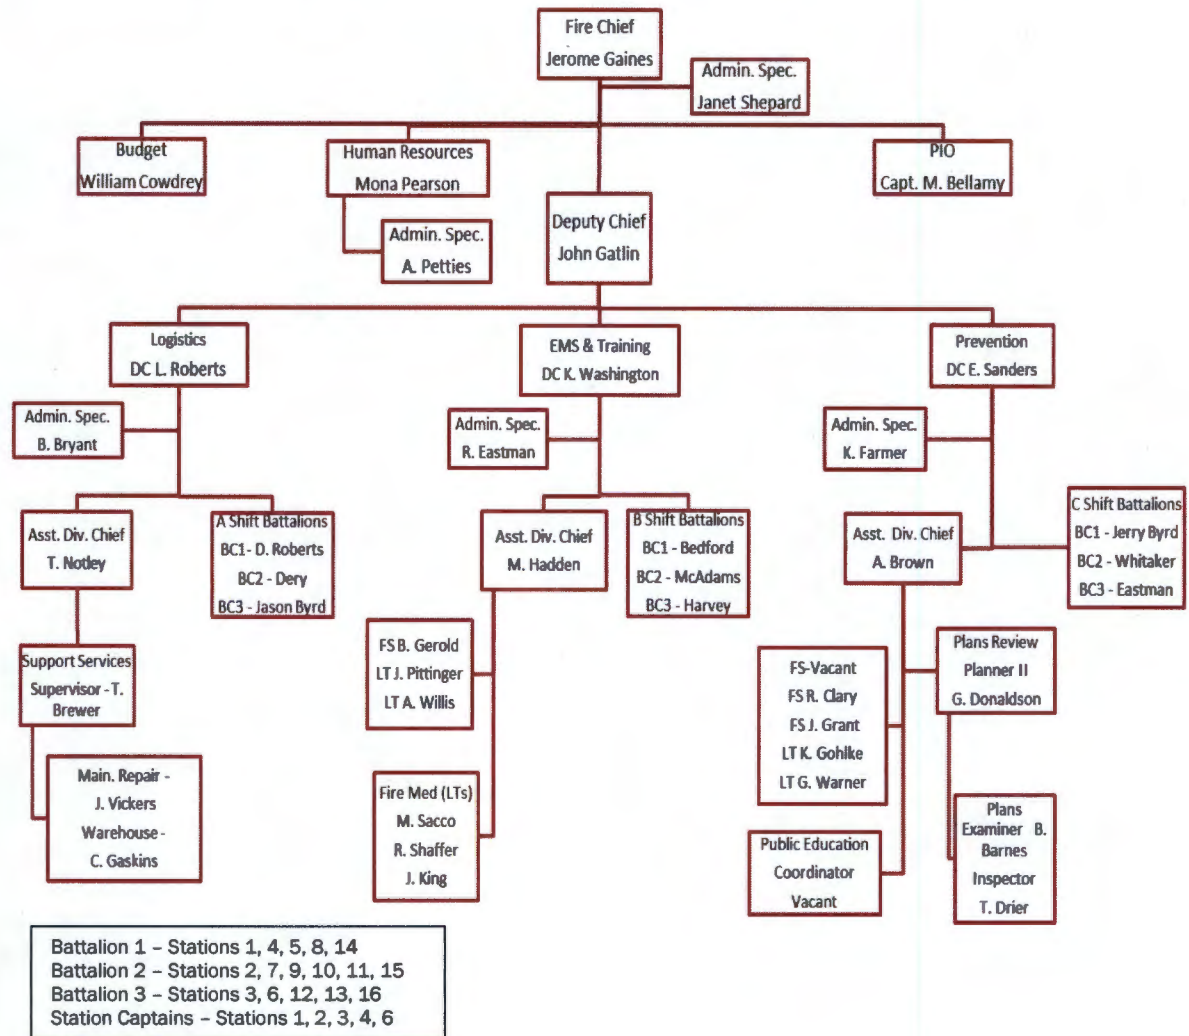 Fire Chief
Jerome Gaines
Admin. Spec.
Janet Shepard
Budget
William Cowdrey
Human Resources
Mona Pearson
PIO
Capt. M. Bellamy
Admin. Spec.
A. Petties
Deputy Chief
John Gatlin
Logistics
DC L. Roberts
EMS & Training
DC K. Washington
Prevention
DC E. Sanders
Admin. Spec.
B. Bryant
Admin. Spec.
R. Eastman
Admin. Spec.
K. Farmer
Asst. Div. Chief
T. Notley
A Shift Battalions
BC1- D. Roberts
BC2 - Dery
BC3 - Jason Byrd
Asst. Div. Chief
M. Hadden
B Shift Battalions
BC1 - Bedford
BC2 - McAdams
BC3 - Harvey
Asst. Div. Chief
A. Brown
C Shift Battalions
BC1 - Jerry Byrd
BC2 - Whitaker
BC3 - Eastman
Support Services
Supervisor - T.
Brewer
FS B. Gerold
LT J. Pittinger
LT A. Willis
FS-Vacant
FS R. Clary
FS J. Grant
LT K. Gohlke
LT G. Warner
Plans Review
Planner II
G. Donaldson
Main. Repair -
J. Vickers
Warehouse -
C. Gaskins
Fire Med (LTs)
M. Sacco
R. Shaffer
J. King
Public Education
Coordinator
Vacant
Plans
Examiner B.
Barnes
Inspector
T. Drier
Battalion 1 – Stations 1, 4, 5, 8, 14
Battalion 2 – Stations 2, 7, 9, 10, 11, 15
Battalion 3 – Stations 3, 6, 12, 13, 16
Station Captains – Stations 1, 2, 3, 4, 6